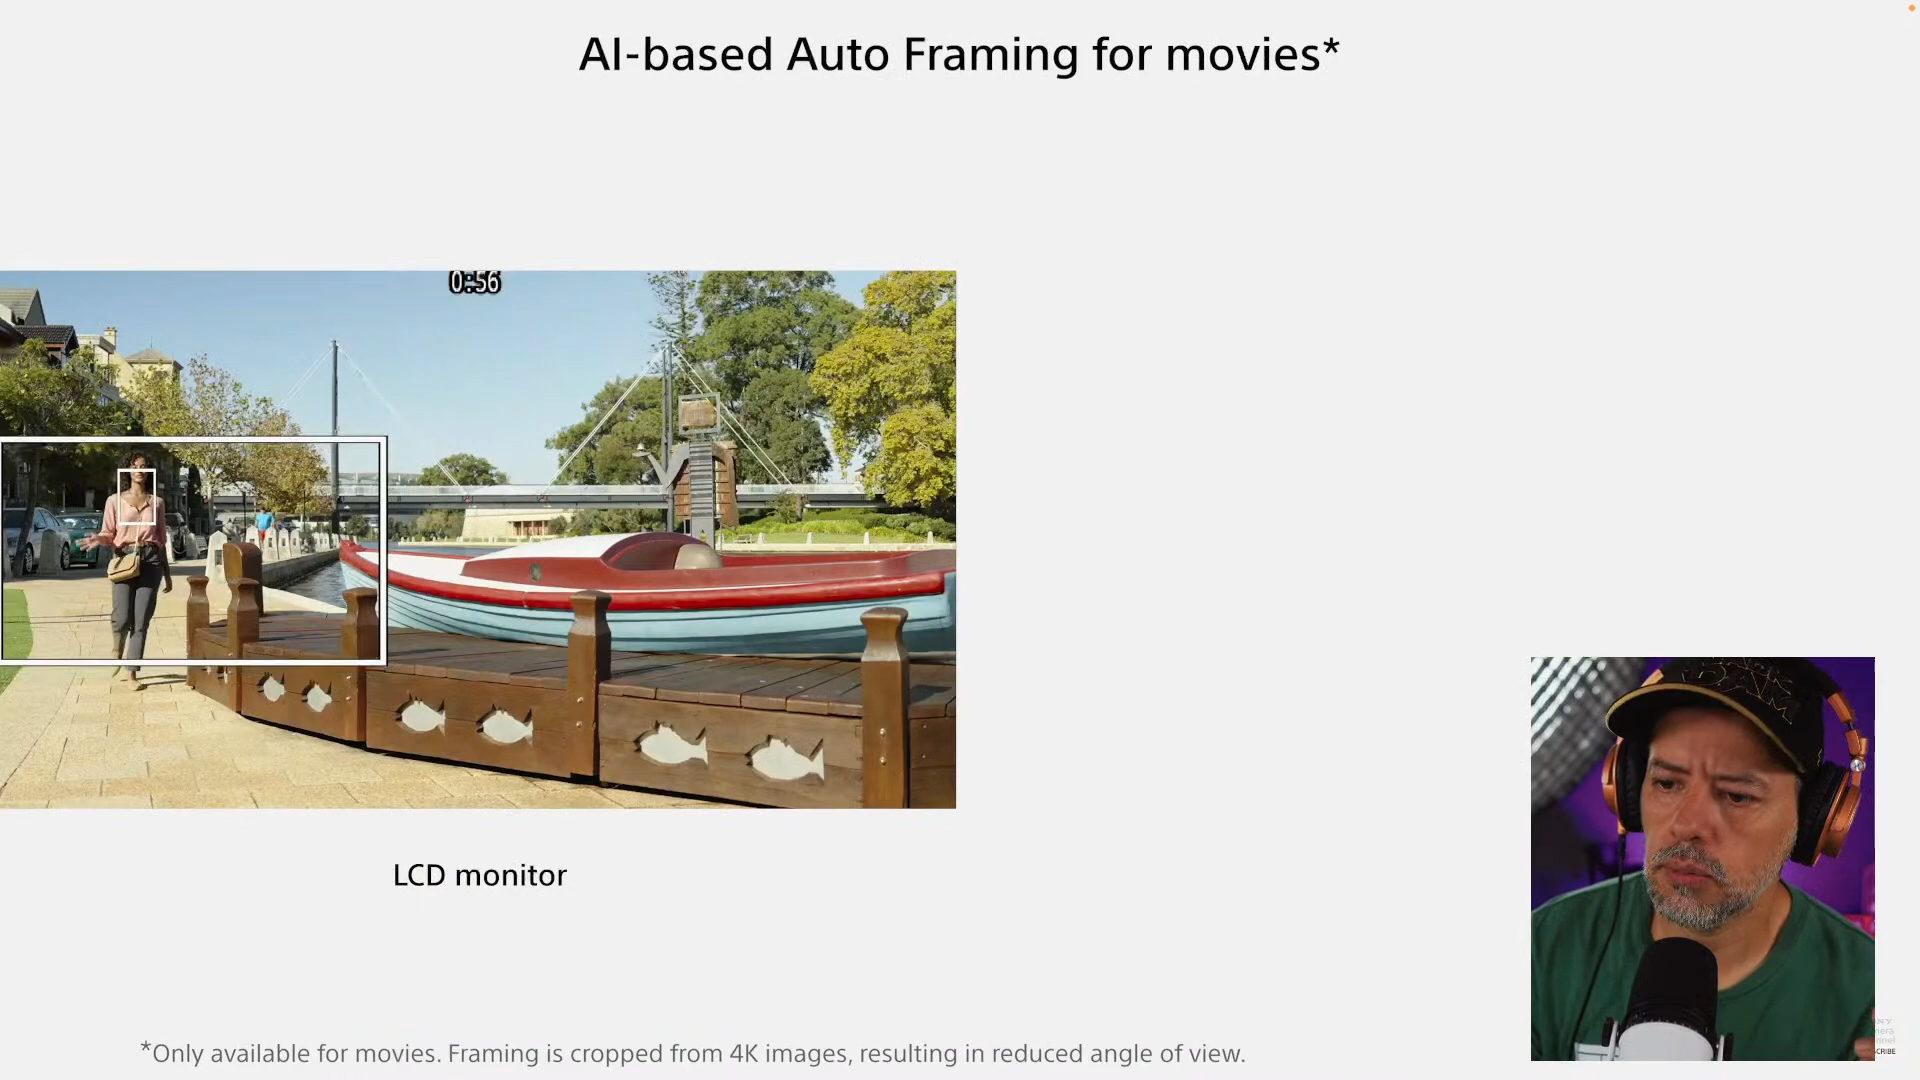 AI-based Auto Framing for movies*
0:56
LCD monitor
*Only available for movies. Framing is cropped from 4K images, resulting in reduced angle of view.